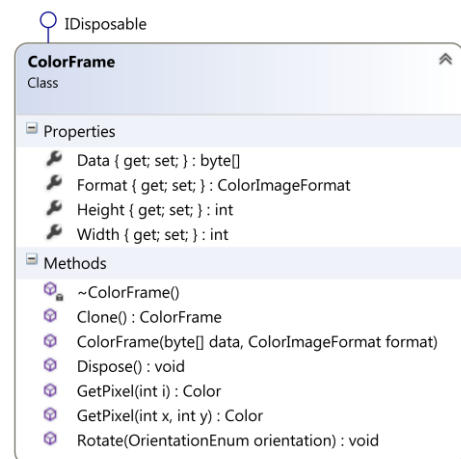 IDisposable
ColorFrame
Class
Properties
Data { get; set; } : byte[]
Format { get; set; } : ColorImageFormat
Height { get; set; } : int
Width { get; set; } : int
Methods
~ColorFrame()
Clone() : ColorFrame
ColorFrame(byte[] data, ColorImageFormat format)
Dispose() : void
GetPixel(int i) : Color
GetPixel(int x, int y) : Color
Rotate(OrientationEnum orientation) : void